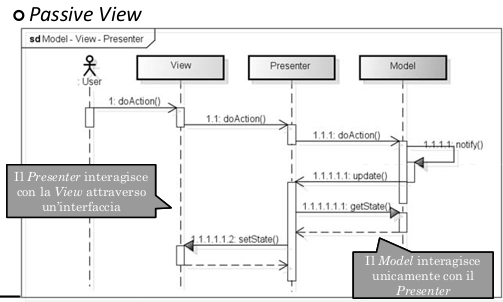 Passive View
sd Model - View - Presenter
View
Presenter
Model
: User
1: doAction()
1.1: doAction()
1.1.1: doAction()
1.1.1.1: notify()
1.1.1.1.1: update()
Il Presenter interagisce
con la View attraverso
un'interfaccia
1.1.1.1.1.1: getState()
1.1.1.1.1.2: setState()
Il Model interagisce
unicamente con il
Presenter